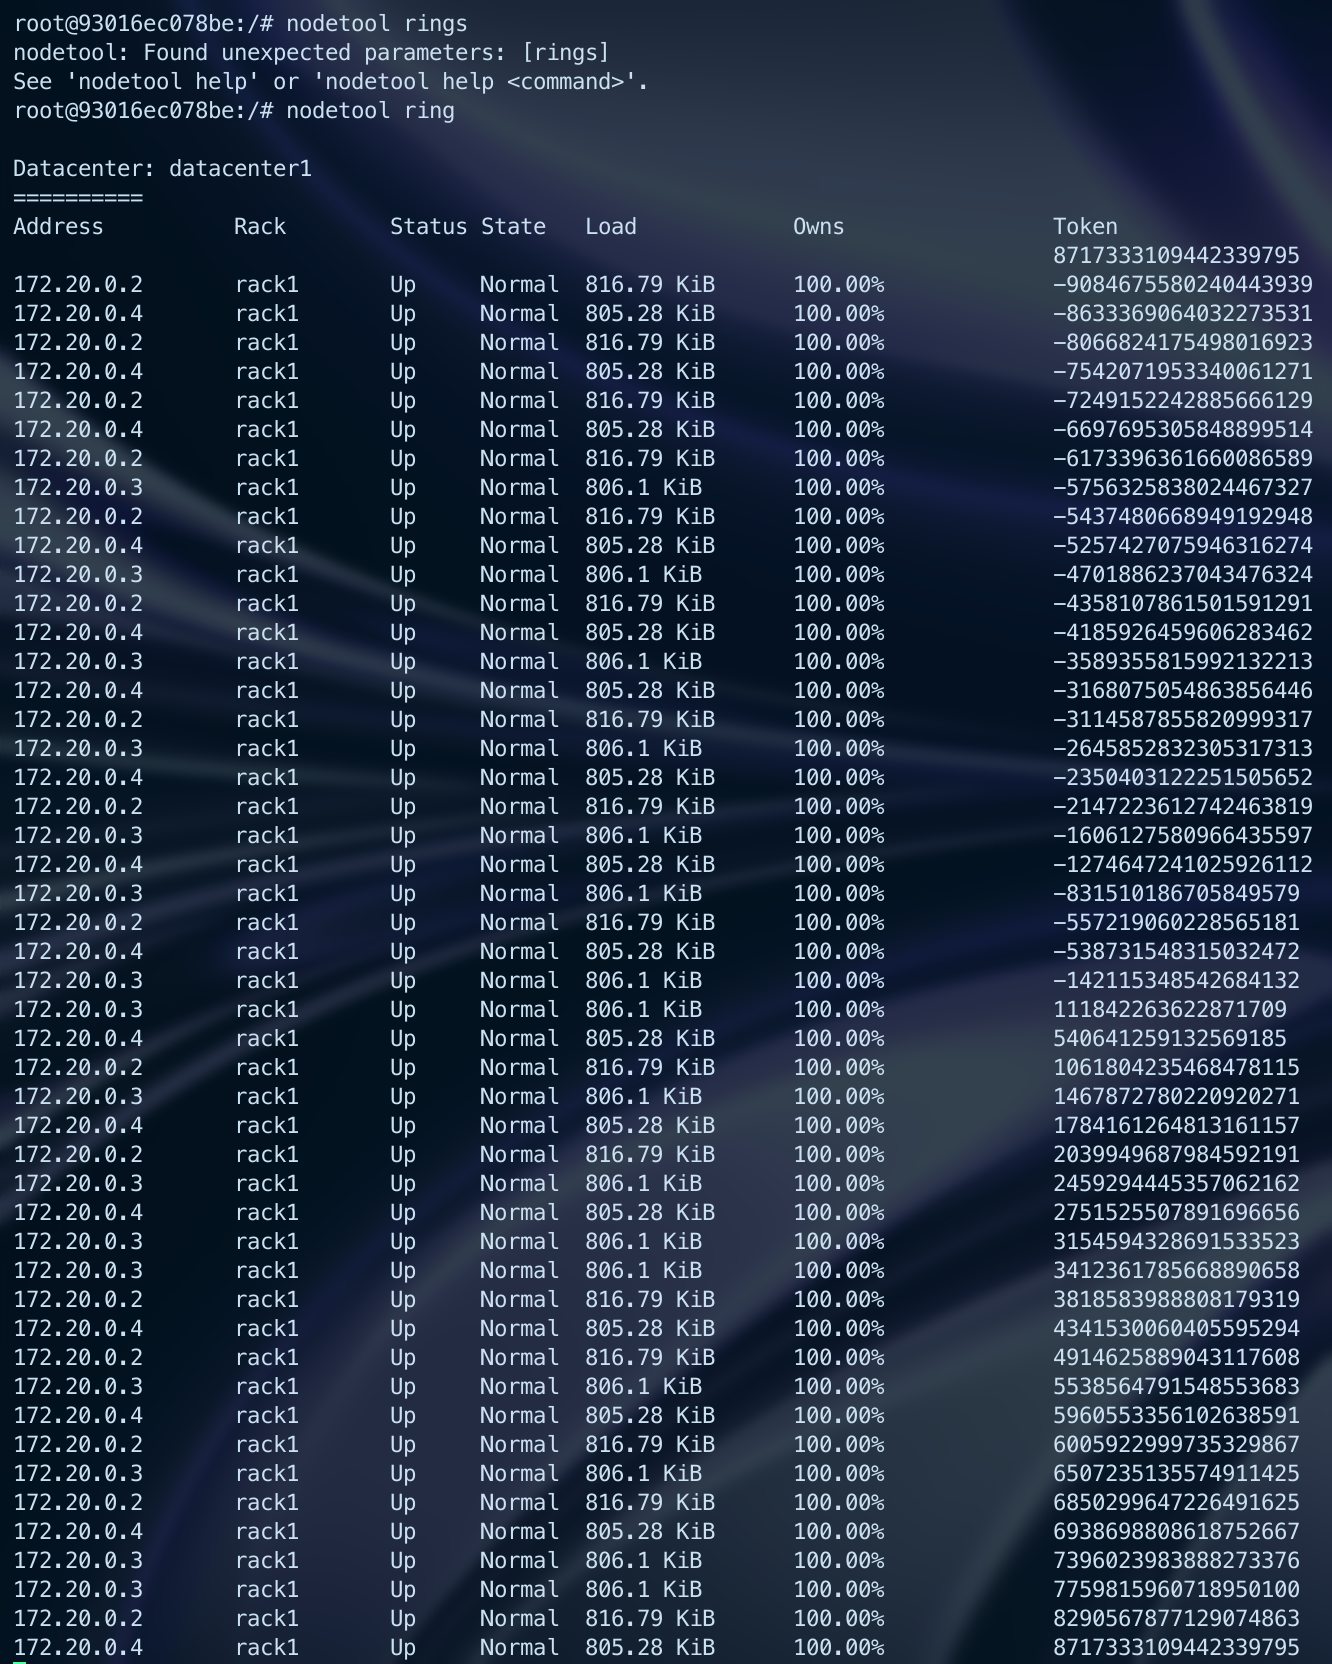 root@93016ec078be:/# nodetool rings
nodetool: Found unexpected parameters: [rings]
See 'nodetool help' or 'nodetool help <command>'.
root@93016ec078be:/# nodetool ring
Datacenter: datacenter1
==========
Address Rack Status State Load Owns Token
8717333109442339795
172.20.0.2 rack1 Up Normal 816.79 KiB 100.00% -9084675580240443939
172.20.0.4 rack1 Up Normal 805.28 KiB 100.00% -8633369064032273531
172.20.0.2 rack1 Up Normal 816.79 KiB 100.00% -8066824175498016923
172.20.0.4 rack1 Up Normal 805.28 KiB 100.00% -7542071953340061271
172.20.0.2 rack1 Up Normal 816.79 KiB 100.00% -7249152242885666129
172.20.0.4 rack1 Up Normal 805.28 KiB 100.00% -6697695305848899514
172.20.0.2 rack1 Up Normal 816.79 KiB 100.00% -6173396361660086589
172.20.0.3 rack1 Up Normal 806.1 KiB 100.00% -5756325838024467327
172.20.0.2 rack1 Up Normal 816.79 KiB 100.00% -5437480668949192948
172.20.0.4 rack1 Up Normal 805.28 KiB 100.00% -5257427075946316274
172.20.0.3 rack1 Up Normal 806.1 KiB 100.00% -4701886237043476324
172.20.0.2 rack1 Up Normal 816.79 KiB 100.00% -4358107861501591291
172.20.0.4 rack1 Up Normal 805.28 KiB 100.00% -4185926459606283462
172.20.0.3 rack1 Up Normal 806.1 KiB 100.00% -3589355815992132213
172.20.0.4 rack1 Up Normal 805.28 KiB 100.00% -3168075054863856446
172.20.0.2 rack1 Up Normal 816.79 KiB 100.00% -3114587855820999317
172.20.0.3 rack1 Up Normal 806.1 KiB 100.00% -2645852832305317313
172.20.0.4 rack1 Up Normal 805.28 KiB 100.00% -2350403122251505652
172.20.0.2 rack1 Up Normal 816.79 KiB 100.00% -2147223612742463819
172.20.0.3 rack1 Up Normal 806.1 KiB 100.00% -1606127580966435597
172.20.0.4 rack1 Up Normal 805.28 KiB 100.00% -1274647241025926112
172.20.0.3 rack1 Up Normal 806.1 KiB 100.00% -831510186705849579
172.20.0.2 rack1 Up Normal 816.79 KiB 100.00% -557219060228565181
172.20.0.4 rack1 Up Normal 805.28 KiB 100.00% -538731548315032472
172.20.0.3 rack1 Up Normal 806.1 KiB 100.00% -142115348542684132
172.20.0.3 rack1 Up Normal 806.1 KiB 100.00% 111842263622871709
172.20.0.4 rack1 Up Normal 805.28 KiB 100.00% 540641259132569185
172.20.0.2 rack1 Up Normal 816.79 KiB 100.00% 1061804235468478115
172.20.0.3 rack1 Up Normal 806.1 KiB 100.00% 1467872780220920271
172.20.0.4 rack1 Up Normal 805.28 KiB 100.00% 1784161264813161157
172.20.0.2 rack1 Up Normal 816.79 KiB 100.00% 2039949687984592191
172.20.0.3 rack1 Up Normal 806.1 KiB 100.00% 2459294445357062162
172.20.0.4 rack1 Up Normal 805.28 KiB 100.00% 2751525507891696656
172.20.0.3 rack1 Up Normal 806.1 KiB 100.00% 3154594328691533523
172.20.0.3 rack1 Up Normal 806.1 KiB 100.00% 3412361785668890658
172.20.0.2 rack1 Up Normal 816.79 KiB 100.00% 3818583988808179319
172.20.0.4 rack1 Up Normal 805.28 KiB 100.00% 4341530060405595294
172.20.0.2 rack1 Up Normal 816.79 KiB 100.00% 4914625889043117608
172.20.0.3 rack1 Up Normal 806.1 KiB 100.00% 5538564791548553683
172.20.0.4 rack1 Up Normal 805.28 KiB 100.00% 5960553356102638591
172.20.0.2 rack1 Up Normal 816.79 KiB 100.00% 6005922999735329867
172.20.0.3 rack1 Up Normal 806.1 KiB 100.00% 6507235135574911425
172.20.0.2 rack1 Up Normal 816.79 KiB 100.00% 6850299647226491625
172.20.0.4 rack1 Up Normal 805.28 KiB 100.00% 6938698808618752667
172.20.0.3 rack1 Up Normal 806.1 KiB 100.00% 7396023983888273376
172.20.0.3 rack1 Up Normal 806.1 KiB 100.00% 7759815960718950100
172.20.0.2 rack1 Up Normal 816.79 KiB 100.00% 8290567877129074863
172.20.0.4 rack1 Up Normal 805.28 KiB 100.00% 8717333109442339795